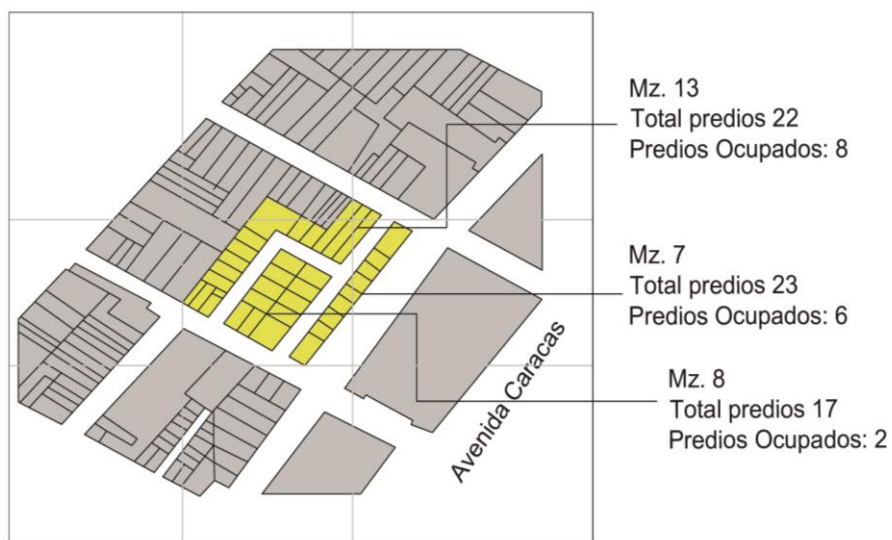 Mz. 13
Total predios 22
Predios Ocupados: 8
Mz. 7
Total predios 23
Predios Ocupados: 6
Mz. 8
Total predios 17
Predios Ocupados: 2
Avenida Caracas